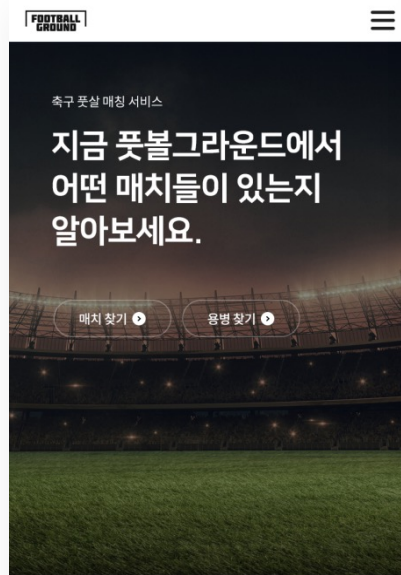 FOOTBALL
GROUND
축구 풋살 매칭 서비스
지금 풋볼그라운드에서
어떤 매치들이 있는지
알아보세요.
매치 찾기
용병 찾기